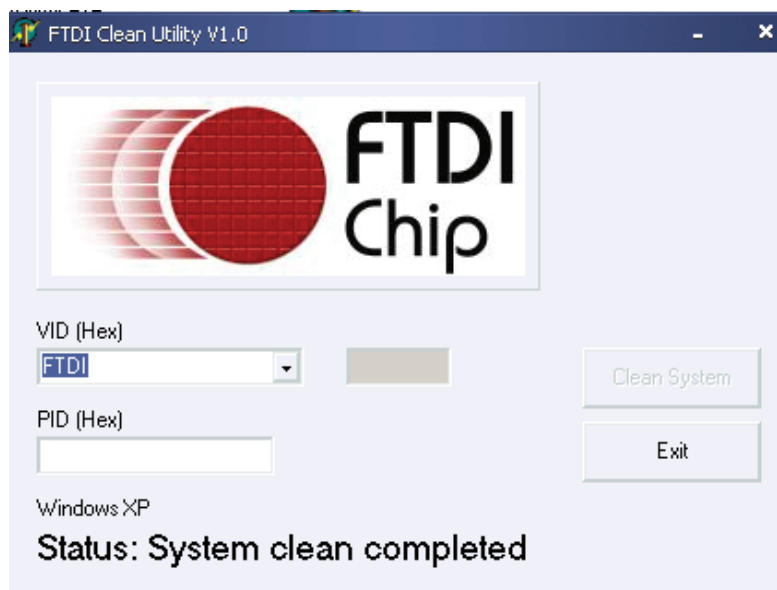 FTDI Clean Utility V1.0
FTDI
Chip
VID (Hex)
FTDI
Clean System
PID (Hex)
Exit
Windows XP
Status: System clean completed